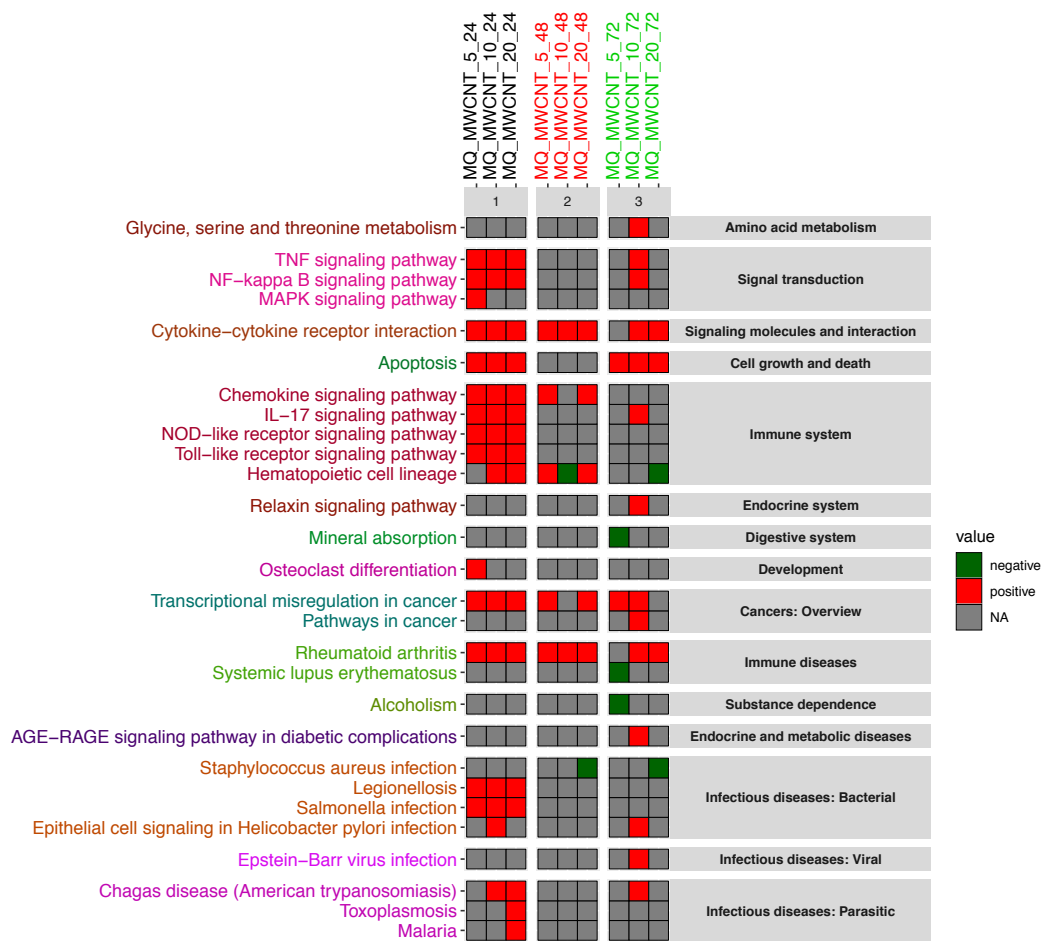 MQ_MWCNT_5_24
MQ_MWCNT_10_24
MQ_MWCNT_20_24
MQ_MWCNT_5_48
MQ_MWCNT_10_48
MQ_MWCNT_20_48
MQ_MWCNT_5_72
MQ_MWCNT_10_72
MQ_MWCNT_20_72
1 2 3
Glycine, serine and threonine metabolism
Amino acid metabolism
TNF signaling pathway
NF−kappa B signaling pathway
MAPK signaling pathway
Signal transduction
Cytokine−cytokine receptor interaction
Signaling molecules and interaction
Apoptosis
Cell growth and death
Chemokine signaling pathway
IL−17 signaling pathway
NOD−like receptor signaling pathway
Toll−like receptor signaling pathway
Hematopoietic cell lineage
Immune system
Relaxin signaling pathway
Endocrine system
Mineral absorption
Digestive system
Osteoclast differentiation
Development
Transcriptional misregulation in cancer
Pathways in cancer
Cancers: Overview
Rheumatoid arthritis
Systemic lupus erythematosus
Immune diseases
Alcoholism
Substance dependence
AGE−RAGE signaling pathway in diabetic complications
Endocrine and metabolic diseases
Staphylococcus aureus infection
Legionellosis
Salmonella infection
Epithelial cell signaling in Helicobacter pylori infection
Infectious diseases: Bacterial
Epstein−Barr virus infection
Infectious diseases: Viral
Chagas disease (American trypanosomiasis)
Toxoplasmosis
Malaria
Infectious diseases: Parasitic
value
negative
positive
NA